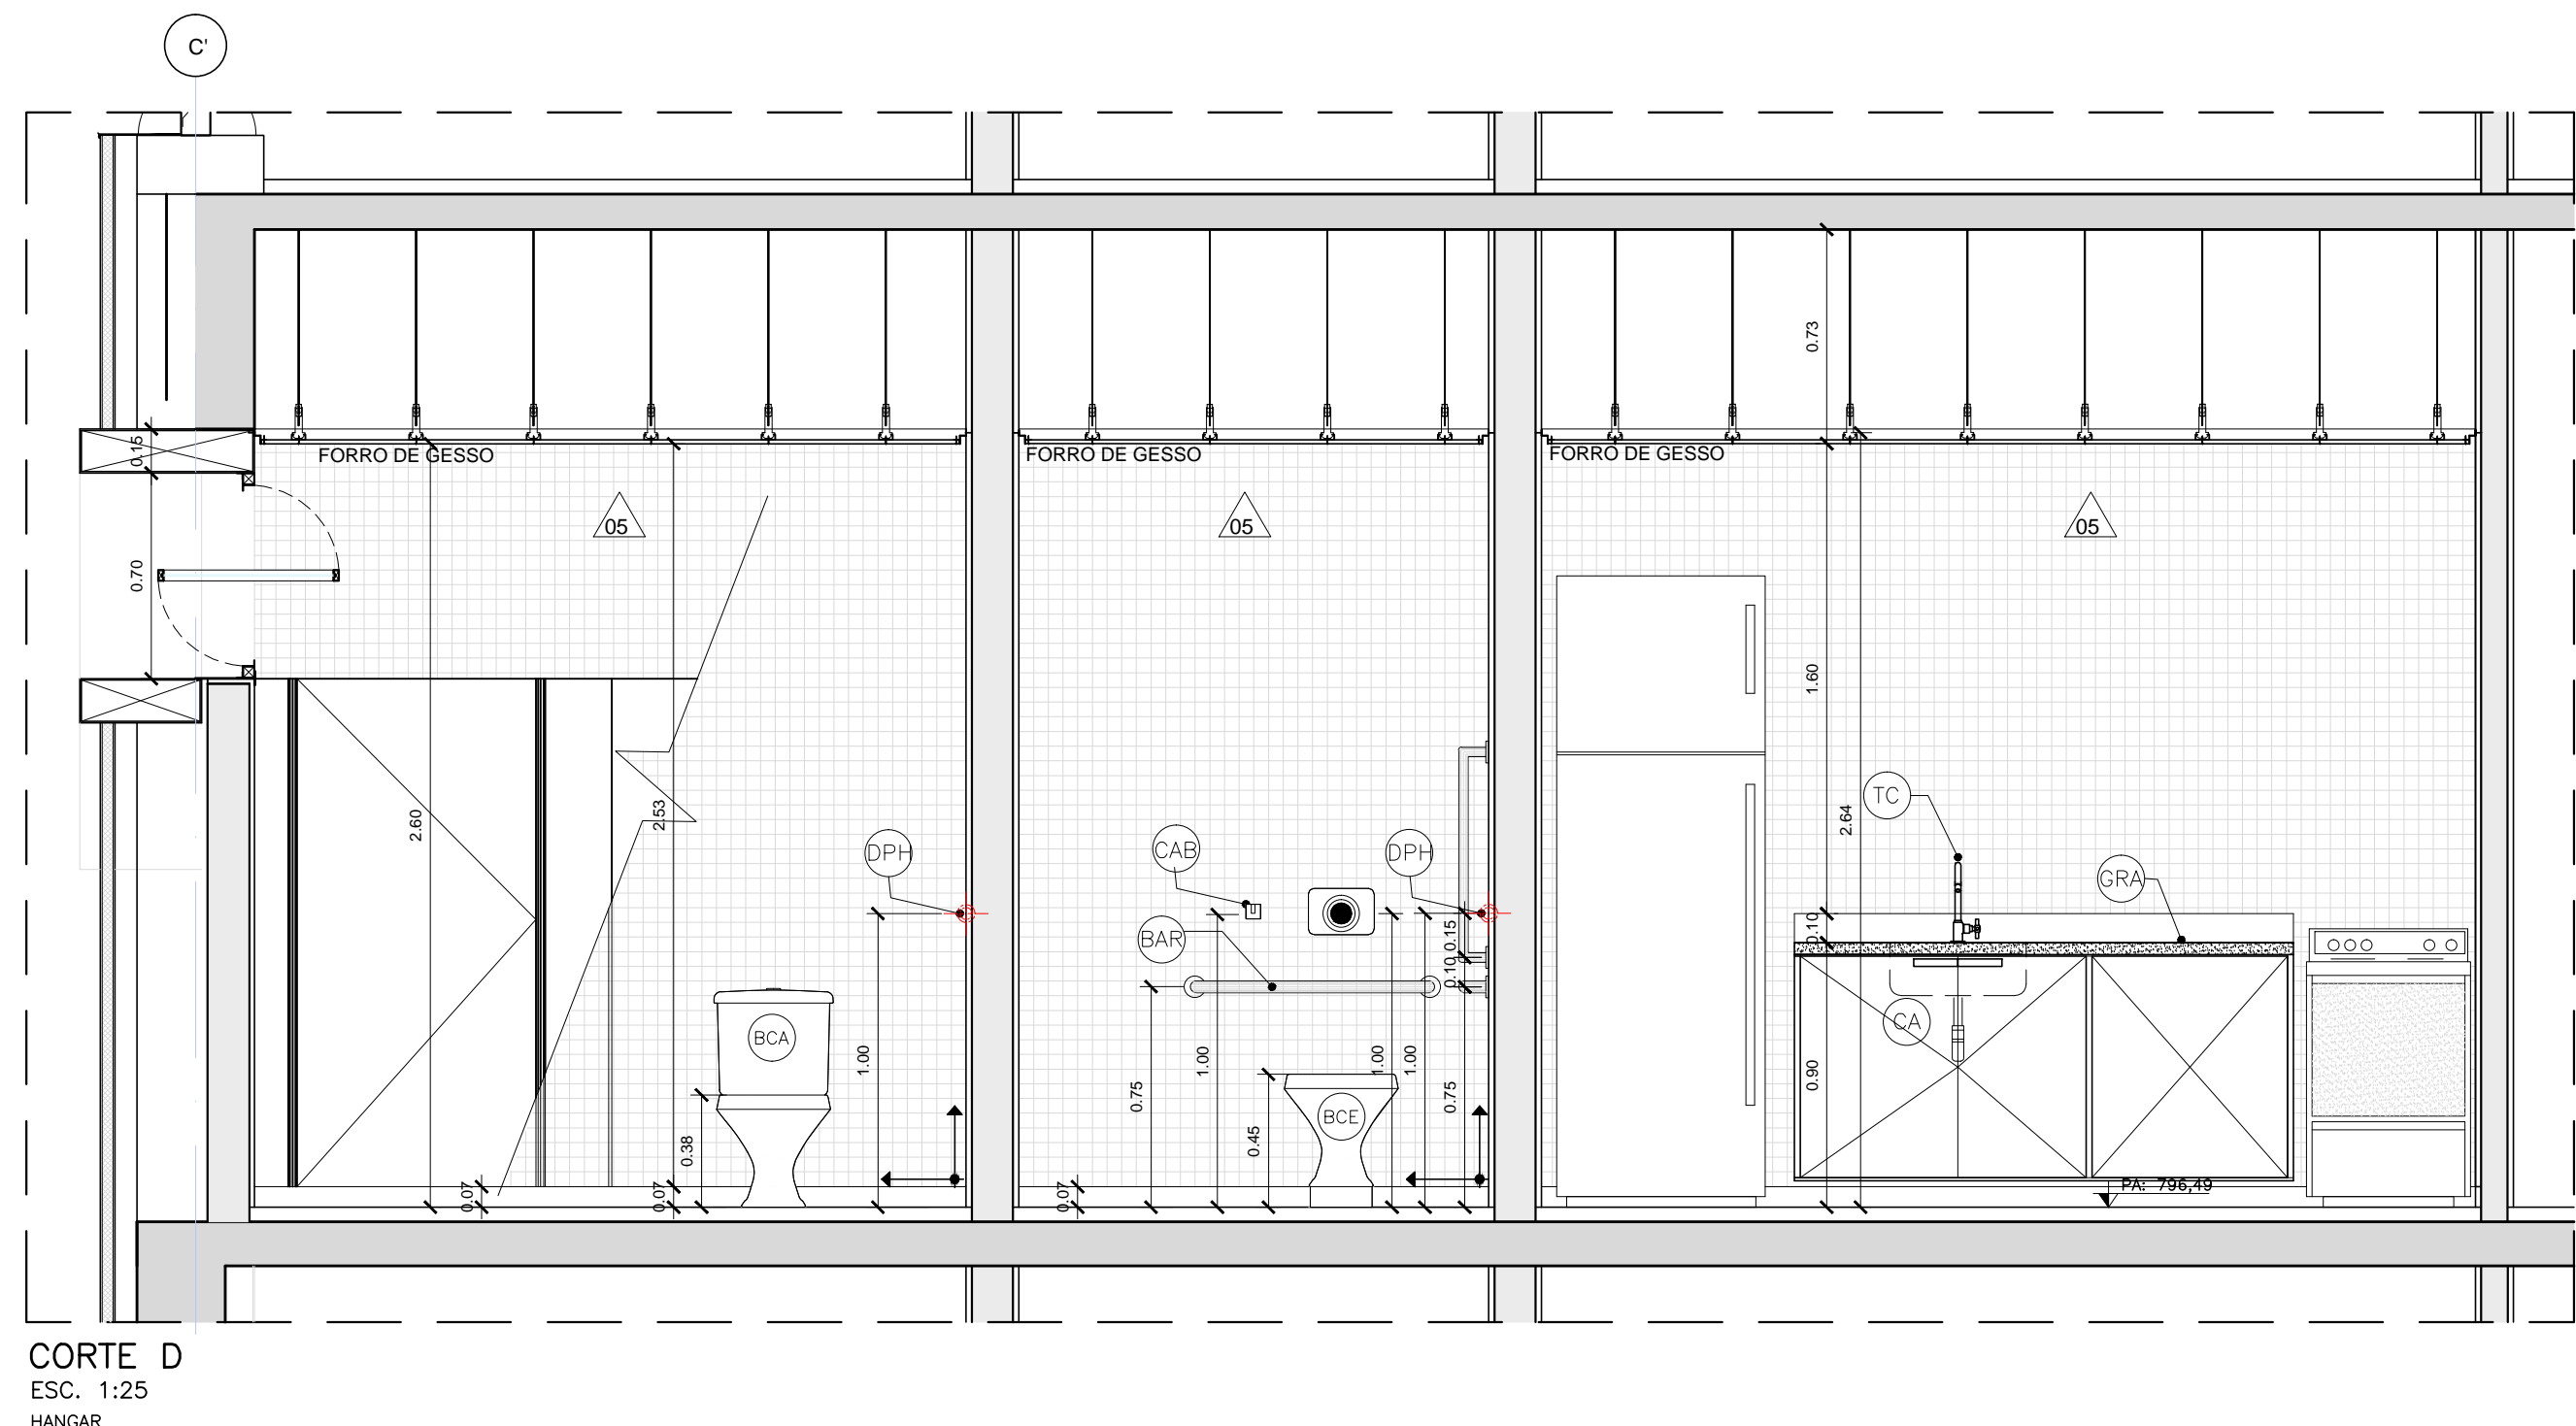 C'
0.73
0.15
FORRO DE GESSO
FORRO DE GESSO
FORRO DE GESSO
05
05
05
0.70
1.60
2.60
2.53
2.64
TC
DPH
CAB
DPH
GRA
BAR
0.15
0.10
0.10
BCA
CA
1.00
1.00
1.00
1.00
0.75
0.75
0.90
BCE
0.38
0.45
0.07
0.07
0.07
PA: 796,49
CORTE D
ESC. 1:25
HANGAR